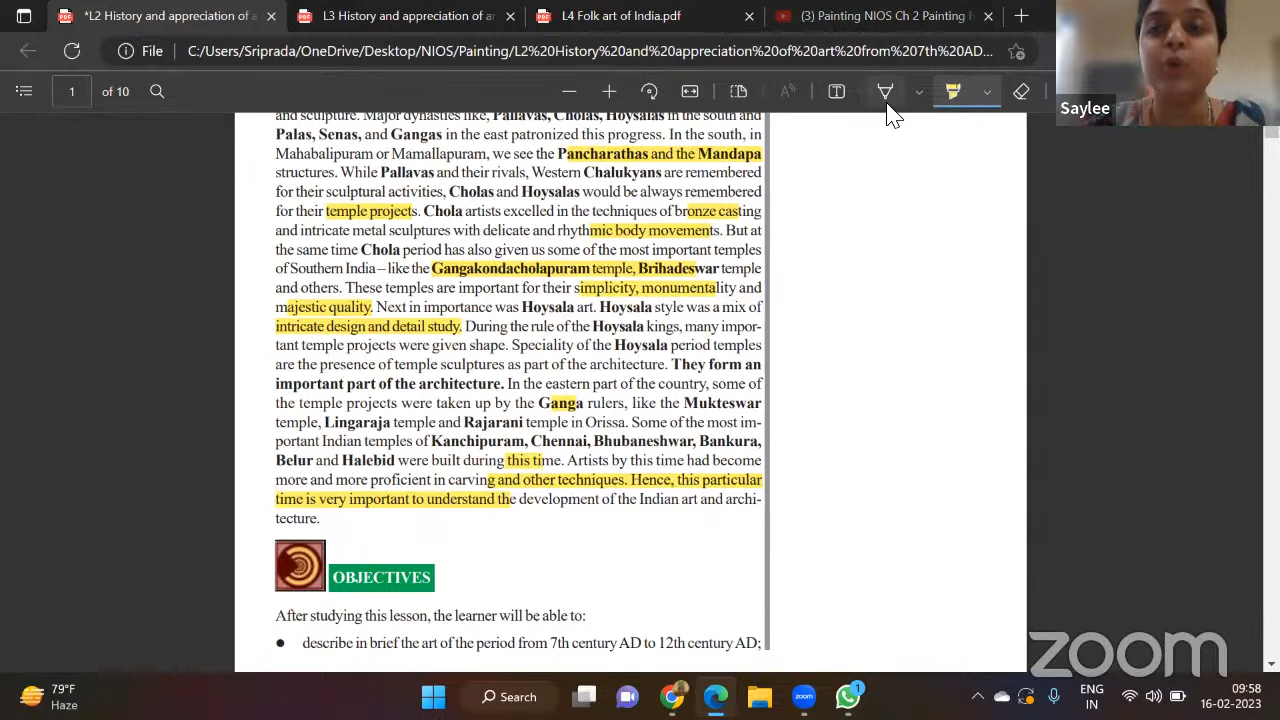 *L2 History and appreciation of a
L3 History and appreciation of a
L4 Folk art of India.pdf
(3) Painting NIOS Ch 2 Painting
File
C:/Users/Sriprada/OneDrive/Desktop/NIOS/Painting/L2%20History%20and%20appreciation%20of%20art%20from%207th%20AD...
1 of 10
Saylee
and sculpture. Major dynasties like, Pallavas, Cholas, Hoysalas in the south and
Palas, Senas, and Gangas in the east patronized this progress. In the south, in
Mahabalipuram or Mamallapuram, we see the Pancharathas and the Mandapa
structures. While Pallavas and their rivals, Western Chalukyans are remembered
for their sculptural activities, Cholas and Hoysalas would be always remembered
for their temple projects. Chola artists excelled in the techniques of bronze casting
and intricate metal sculptures with delicate and rhythmic body movements. But at
the same time Chola period has also given us some of the most important temples
of Southern India – like the Gangakondacholapuram temple, Brihadeswar temple
and others. These temples are important for their simplicity, monumentality and
majestic quality. Next in importance was Hoysala art. Hoysala style was a mix of
intricate design and detail study. During the rule of the Hoysala kings, many impor-
tant temple projects were given shape. Speciality of the Hoysala period temples
are the presence of temple sculptures as part of the architecture. They form an
important part of the architecture. In the eastern part of the country, some of
the temple projects were taken up by the Ganga rulers, like the Mukteswar
temple, Lingaraja temple and Rajarani temple in Orissa. Some of the most im-
portant Indian temples of Kanchipuram, Chennai, Bhubaneshwar, Bankura,
Belur and Halebid were built during this time. Artists by this time had become
more and more proficient in carving and other techniques. Hence, this particular
time is very important to understand the development of the Indian art and archi-
tecture.
OBJECTIVES
After studying this lesson, the learner will be able to:
● describe in brief the art of the period from 7th century AD to 12th century AD;
zoom
79°F
Haze
Search
zoom
1
ENG
IN
09:58
16-02-2023